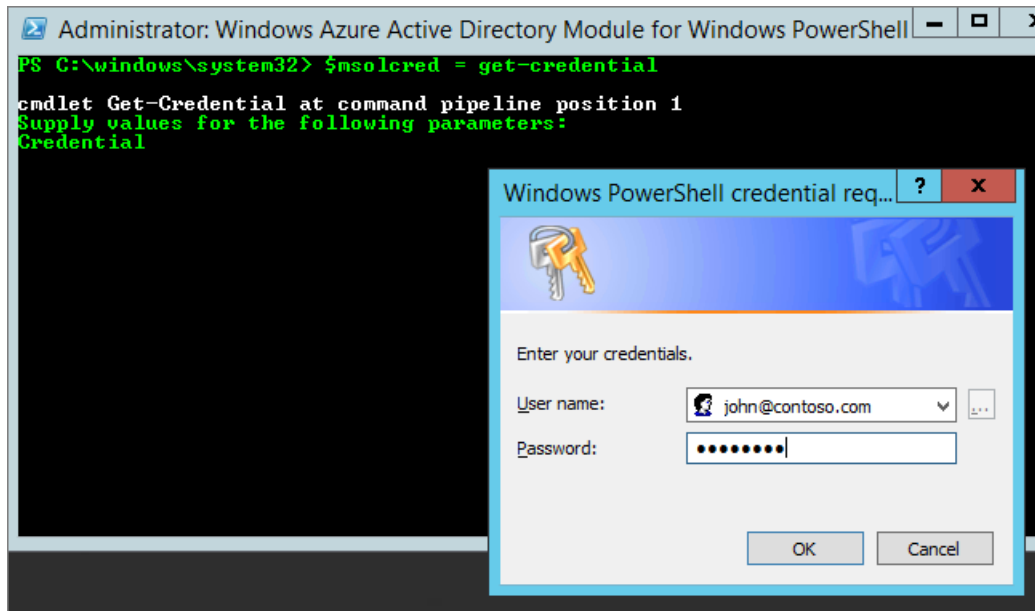 Administrator: Windows Azure Active Directory Module for Windows PowerShell
PS C:\windows\system32> $msolcred = get-credential
cmdlet Get-Credential at command pipeline position 1
Supply values for the following parameters:
Credential
Windows PowerShell credential req...
?
x
Enter your credentials.
User name:
john@contoso.com
...
Password:
••••••••
OK
Cancel